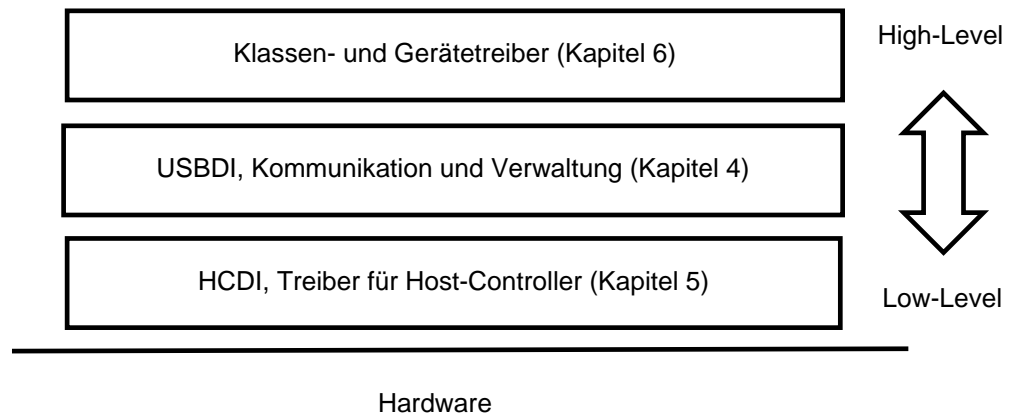 Klassen- und Gerätetreiber (Kapitel 6)
High-Level
USBDI, Kommunikation und Verwaltung (Kapitel 4)
HCDI, Treiber für Host-Controller (Kapitel 5)
Low-Level
Hardware